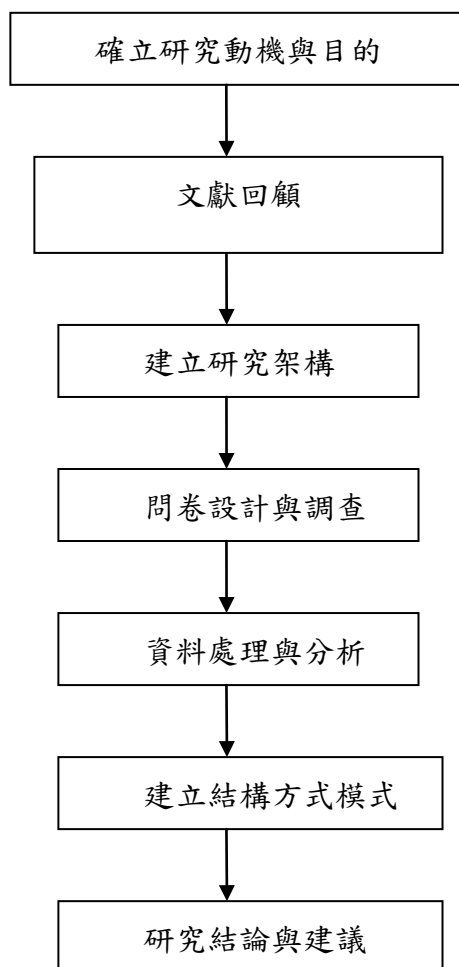 確立研究動機與目的
文獻回顧
建立研究架構
問卷設計與調查
資料處理與分析
建立結構方式模式
研究結論與建議